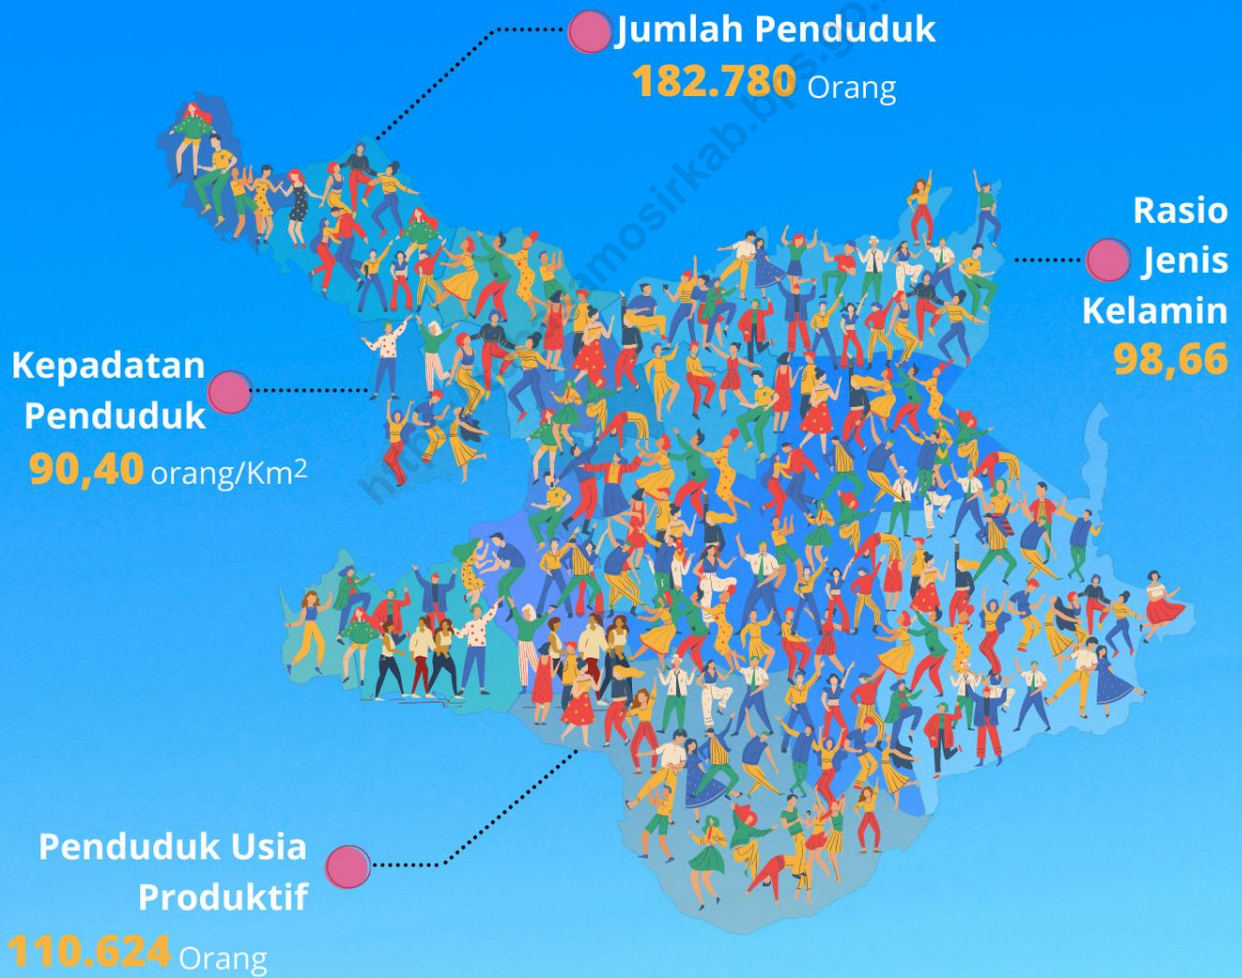 Jumlah Penduduk
182.780 Orang
Rasio
Jenis
Kelamin
98,66
Kepadatan
Penduduk
90,40 orang/Km²
Penduduk Usia
Produktif
110.624 Orang